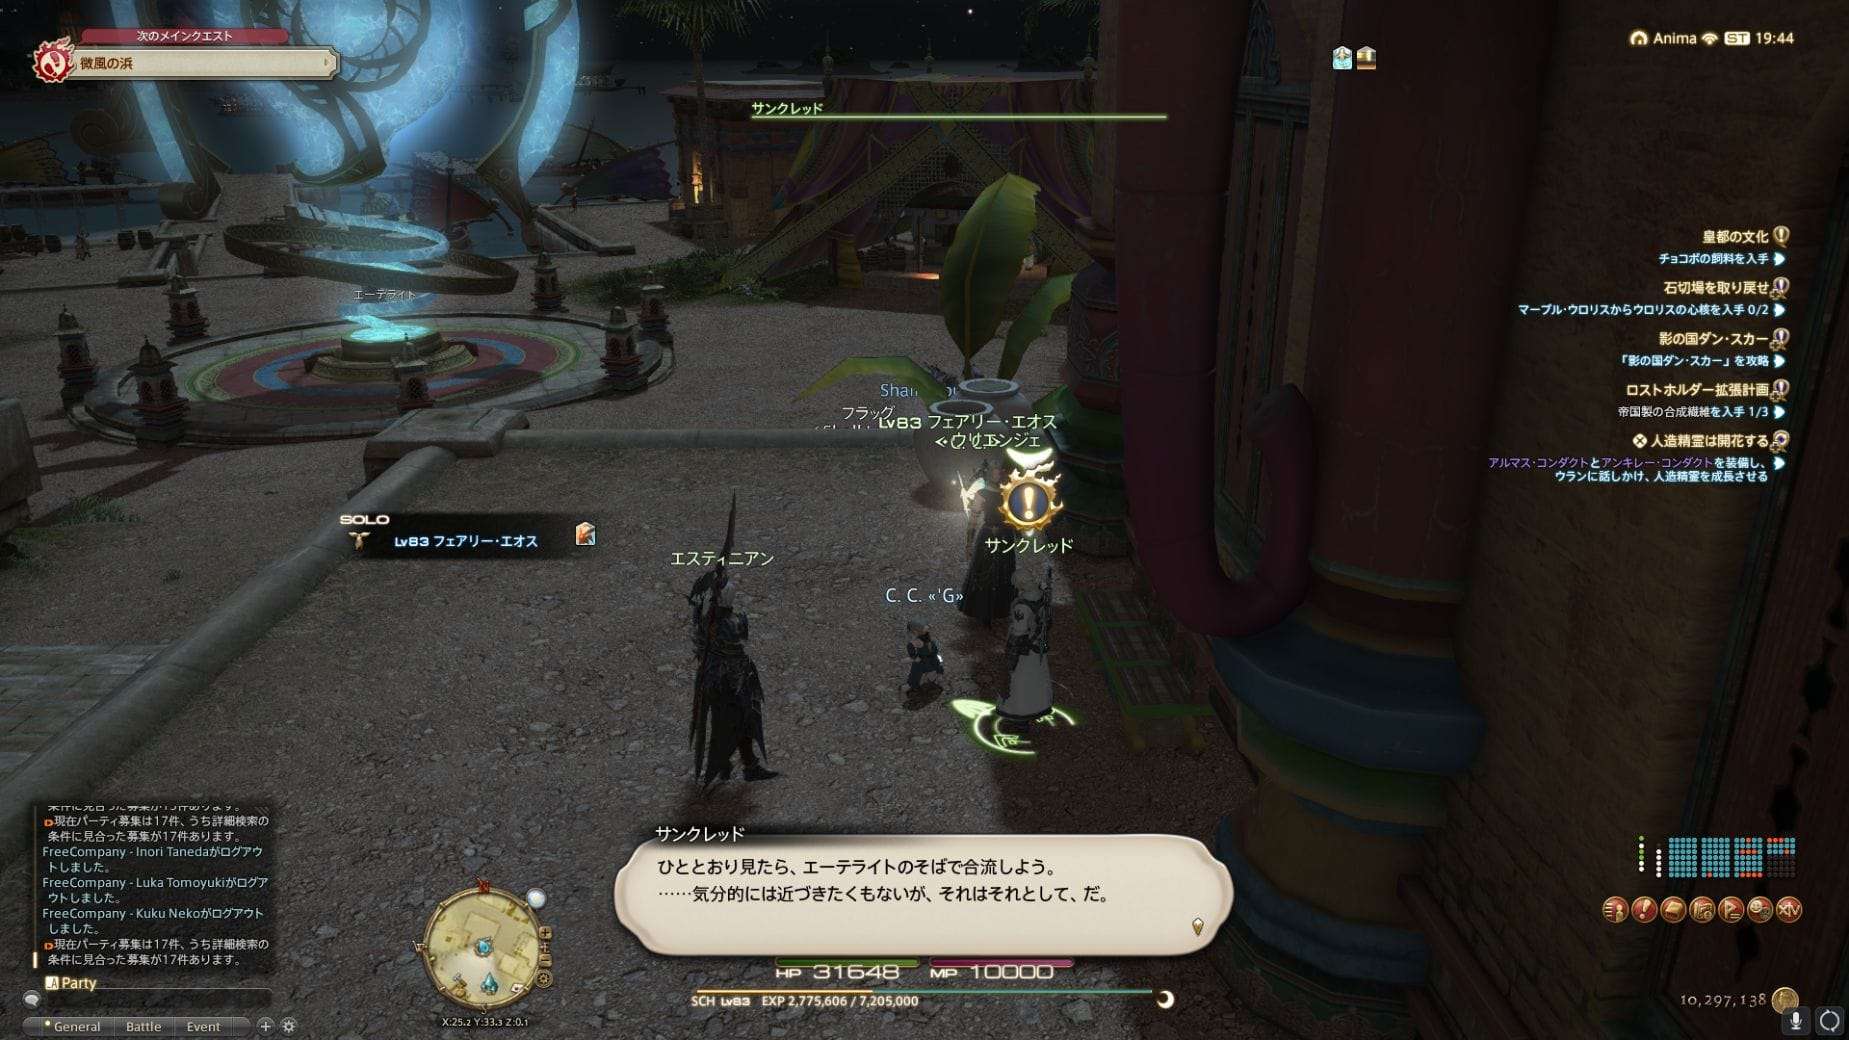 次のメインクエスト
微風の浜
サンクレッド
Anima ST 19:44
皇都の文化
チョコボの飼料を入手
石切場を取り戻せ
マーブル・ウロリスからウロリスの心核を入手 0/2
影の国ダン・スカー
「影の国ダン・スカー」を攻略
ロストホルダー拡張計画
帝国製の合成繊維を入手 1/3
人造精霊は開花する
アルマス・コンダクトとアンキレー・コンダクトを装備し、
ウランに話しかけ、人造精霊を成長させる
エーテライト
フラッグ
Lv83 フェアリー・エオス
ウリエンジェ
SOLO
Lv83 フェアリー・エオス
エスティニアン
サンクレッド
C. C. «'G»
サンクレッド
ひととおり見たら、エーテライトのそばで合流しよう。
……気分的には近づきたくもないが、それはそれとして、だ。
現在パーティ募集は17件、うち詳細検索の
条件に見合った募集が17件あります。
FreeCompany - Inori Tanedaがログアウ
トしました。
FreeCompany - Luka Tomoyukiがログア
ウトしました。
FreeCompany - Kuku Nekoがログアウト
しました。
現在パーティ募集は17件、うち詳細検索の
条件に見合った募集が17件あります。
Party
General Battle Event
X:25.2 Y:33.3 Z:0.1
HP 31648 MP 10000
SCH Lv83 EXP 2,775,606 / 7,205,000
10,297,138